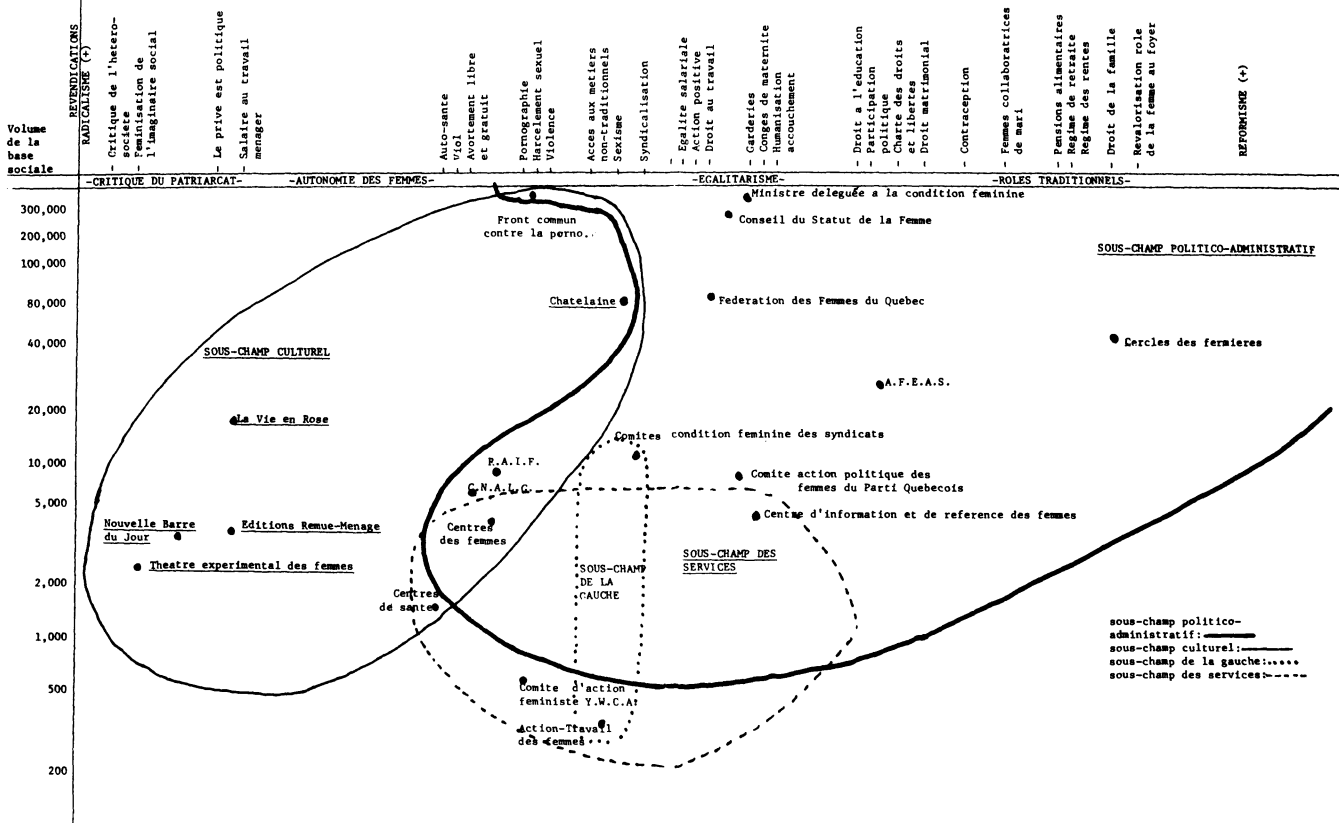 REVENDICATIONS
RADICALISME (+)
- Critique de l'hetero-
societe
- Feminisation de
l'imaginaire social
- Le prive est politique
- Salaire au travail
menager
- Auto-sante
- Viol
- Avortement libre
et gratuit
- Pornographie
- Harcelement sexuel
- Violence
- Acces aux metiers
non-traditionnels
- Sexisme
- Syndicalisation
- Egalite salariale
- Action positive
- Droit au travail
- Garderies
- Conges de maternite
- Humanisation
accouchement
- Droit a l'education
- Participation
politique
- Charte des droits
et libertes
- Droit matrimonial
- Contraception
- Femmes collaboratrices
de mari
- Pensions alimentaires
- Regime de retraite
- Regime des rentes
- Droit de la famille
- Revalorisation role
de la femme au foyer
REFORMISME (+)
Volume
de la
base
sociale
-CRITIQUE DU PATRIARCAT- -AUTONOMIE DES FEMMES- -EGALITARISME- -ROLES TRADITIONNELS-
300,000
200,000
100,000
80,000
40,000
20,000
10,000
5,000
2,000
1,000
500
200
Front commun
contre la porno..
Ministre deleguée a la condition feminine
Conseil du Statut de la Femme
SOUS-CHAMP POLITICO-ADMINISTRATIF
Chatelaine
Federation des Femmes du Quebec
SOUS-CHAMP CULTUREL
Cercles des fermieres
A.F.E.A.S.
La Vie en Rose
Comites condition feminine des syndicats
R.A.I.F.
C.N.A.L.G.
Comite action politique des
femmes du Parti Quebecois
Nouvelle Barre
du Jour
Editions Remue-Menage
Centres
des femmes
Centre d'information et de reference des femmes
Theatre experimental des femmes
SOUS-CHAMP
DE LA
GAUCHE
SOUS-CHAMP DES
SERVICES
Centres
de sante
Comite d'action
feministe Y.W.C.A.
Action-Travail
des femmes
sous-champ politico-
administratif:
sous-champ culturel:
sous-champ de la gauche:
sous-champ des services: